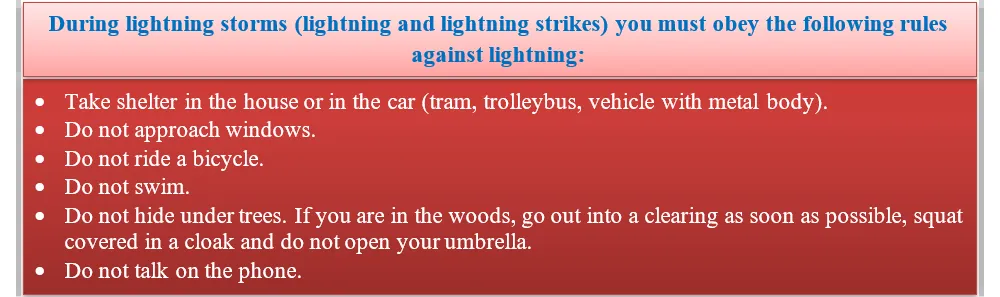 During lightning storms (lightning and lightning strikes) you must obey the following rules
against lightning:
• Take shelter in the house or in the car (tram, trolleybus, vehicle with metal body).
• Do not approach windows.
• Do not ride a bicycle.
• Do not swim.
• Do not hide under trees. If you are in the woods, go out into a clearing as soon as possible, squat
covered in a cloak and do not open your umbrella.
• Do not talk on the phone.